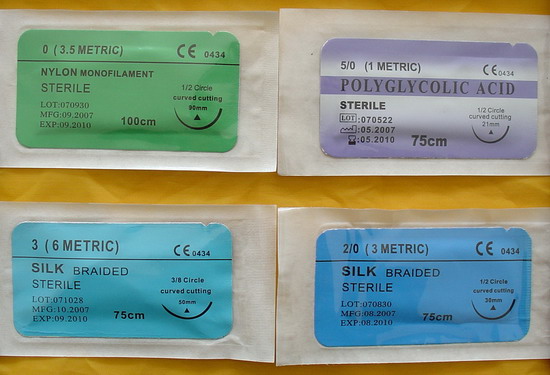 0 (3.5 METRIC) CE 0434
NYLON MONOFILAMENT
STERILE
1/2 Circle
curved cutting
90mm
LOT:070930
MFG:09.2007
EXP:09.2010
100cm
5/0 (1 METRIC) CE 0434
POLYGLYCOLIC ACID
STERILE
1/2 Circle
curved cutting
21mm
LOT:070522
:05.2007
:05.2010
75cm
3 (6 METRIC) CE 0434
SILK BRAIDED
STERILE
3/8 Circle
curved cutting
50mm
LOT:071028
MFG:10.2007
EXP:09.2010
75cm
2/0 (3 METRIC) CE 0434
SILK BRAIDED
STERILE
1/2 Circle
curved cutting
36mm
LOT:070830
MFG:08.2007
EXP:08.2010
75cm